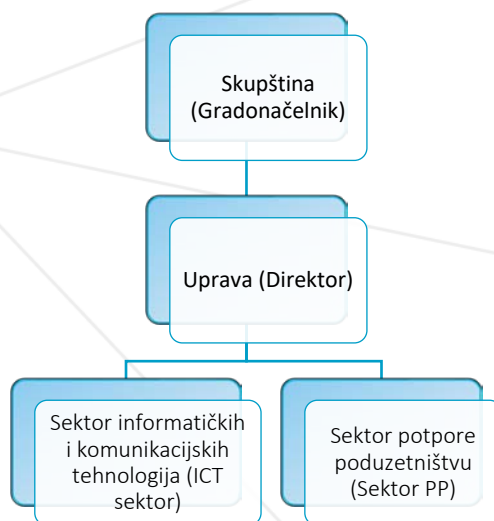 Skupština
(Gradonačelnik)
Uprava (Direktor)
Sektor informatičkih
i komunikacijskih
tehnologija (ICT
sektor)
Sektor potpore
poduzetništvu
(Sektor PP)